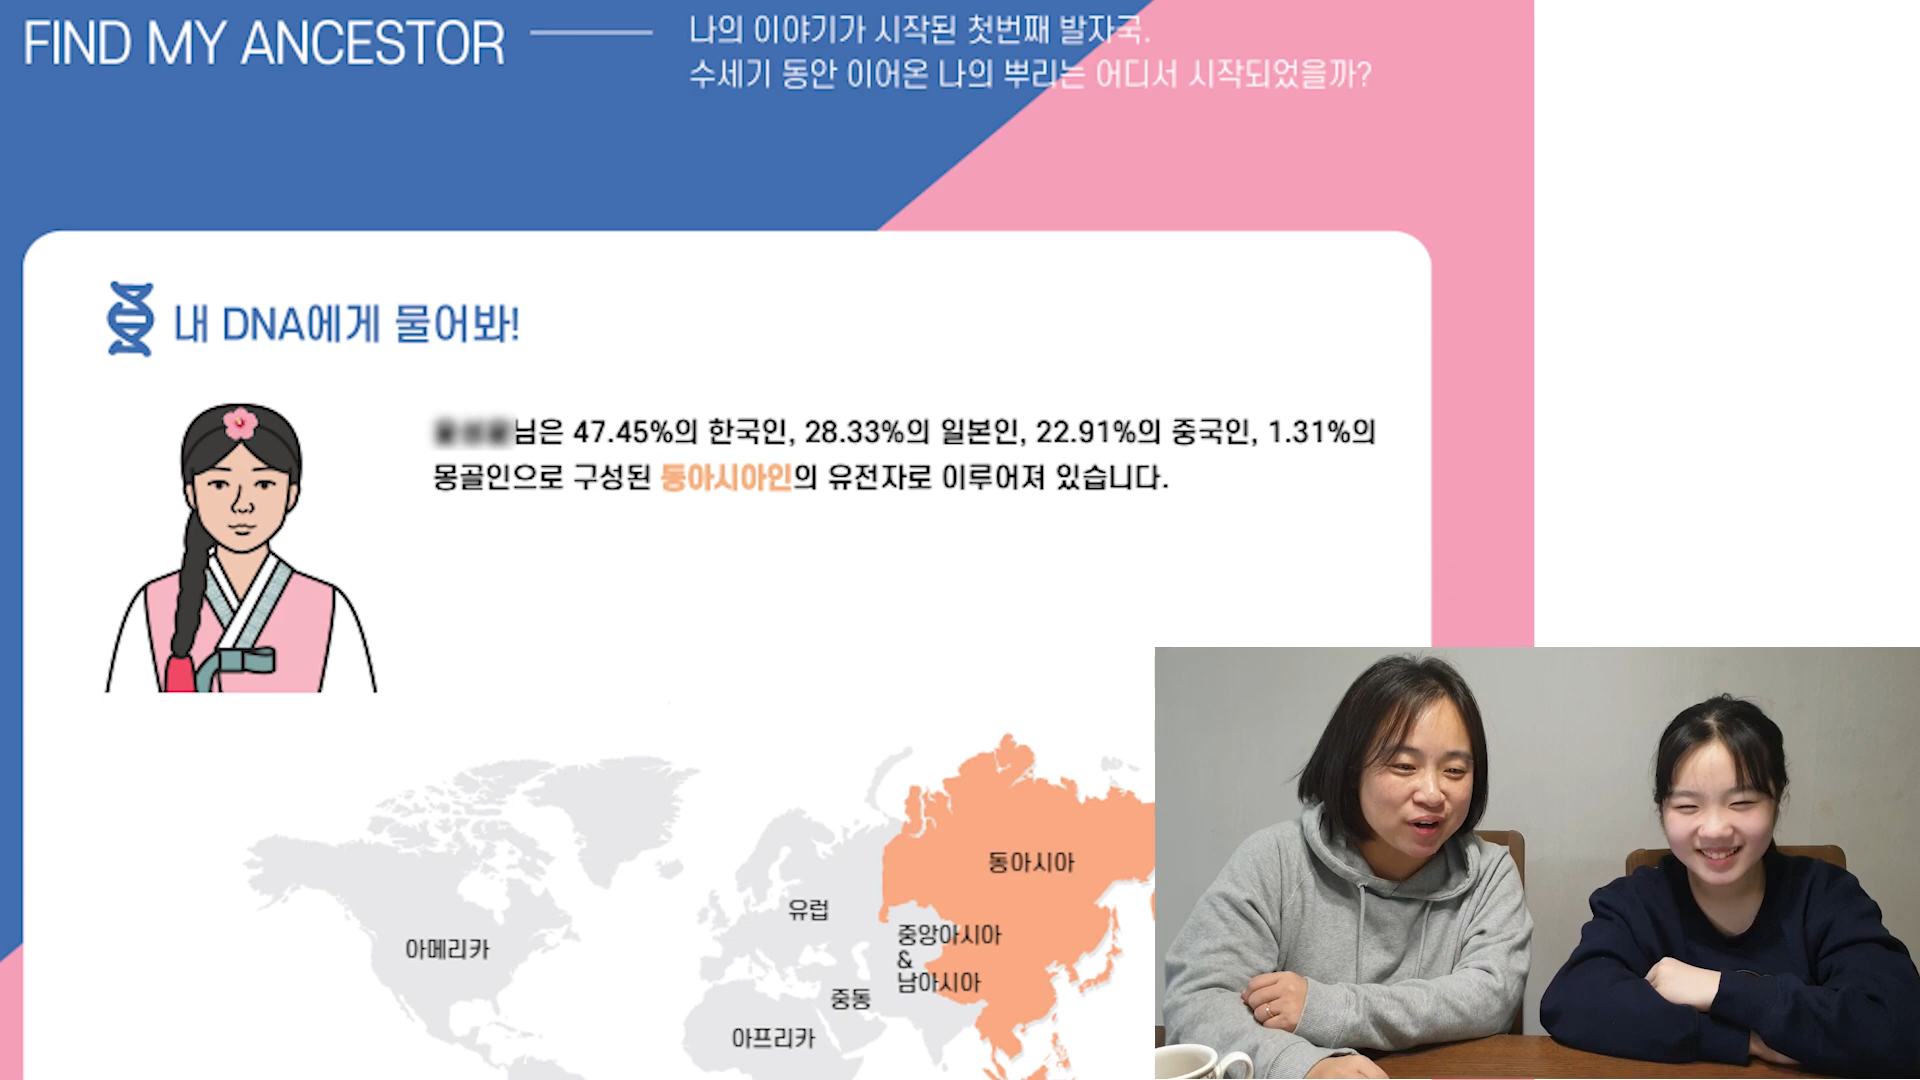 FIND MY ANCESTOR
나의 이야기가 시작된 첫번째 발자국.
수세기 동안 이어온 나의 뿌리는 어디서 시작되었을까?
내 DNA에게 물어봐!
님은 47.45%의 한국인, 28.33%의 일본인, 22.91%의 중국인, 1.31%의
몽골인으로 구성된 동아시아인의 유전자로 이루어져 있습니다.
동아시아
유럽
중앙아시아
&
남아시아
아메리카
중동
아프리카